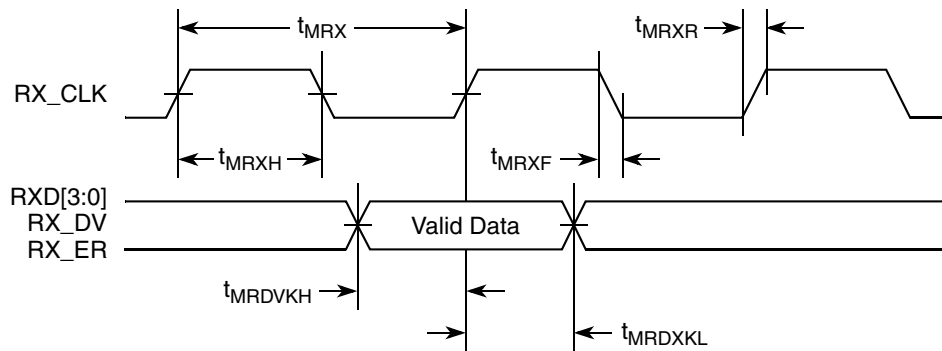 tMRX
tMRXR
RX_CLK
tMRXH
tMRXF
RXD[3:0]
RX_DV
RX_ER
Valid Data
tMRDVKH
tMRDXKL